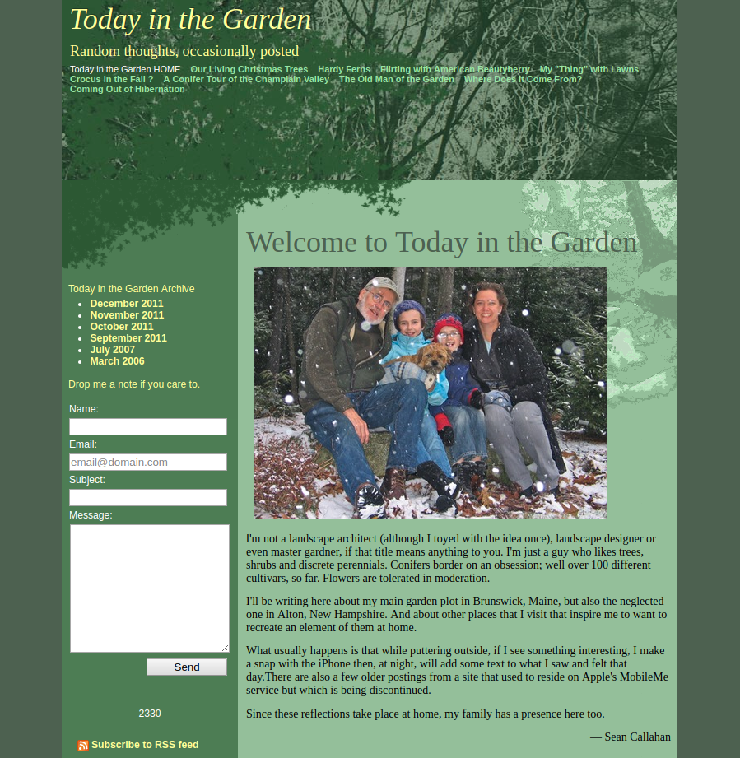 Today in the Garden
Random thoughts, occasionally posted
Today in the Garden HOME Our Living Christmas Trees Hardy Ferns Flirting with American Beautyberry My "Thing" with Lawns
Crocus in the Fall ? A Conifer Tour of the Champlain Valley The Old Man of the Garden Where Does It Come From?
Coming Out of Hibernation
Welcome to Today in the Garden
Today in the Garden Archive
December 2011
November 2011
October 2011
September 2011
July 2007
March 2006
Drop me a note if you care to.
Name:
Email:
email@domain.com
Subject:
Message:
Send
2330
Subscribe to RSS feed
I'm not a landscape architect (although I toyed with the idea once), landscape designer or
even master gardner, if that title means anything to you. I'm just a guy who likes trees,
shrubs and discrete perennials. Conifers border on an obsession; well over 100 different
cultivars, so far. Flowers are tolerated in moderation.
I'll be writing here about my main garden plot in Brunswick, Maine, but also the neglected
one in Alton, New Hampshire. And about other places that I visit that inspire me to want to
recreate an element of them at home.
What usually happens is that while puttering outside, if I see something interesting, I make
a snap with the iPhone then, at night, will add some text to what I saw and felt that
day.There are also a few older postings from a site that used to reside on Apple's MobileMe
service but which is being discontinued.
Since these reflections take place at home, my family has a presence here too.
— Sean Callahan